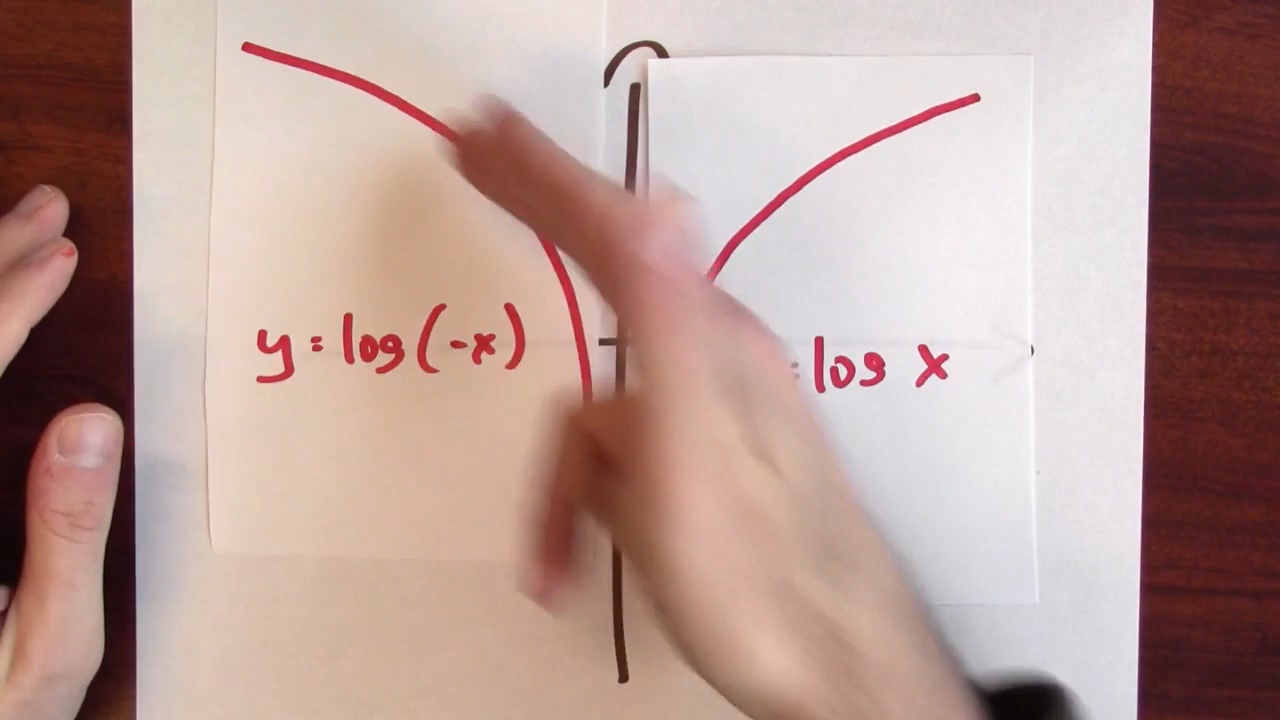 y = log(-x)
= log x